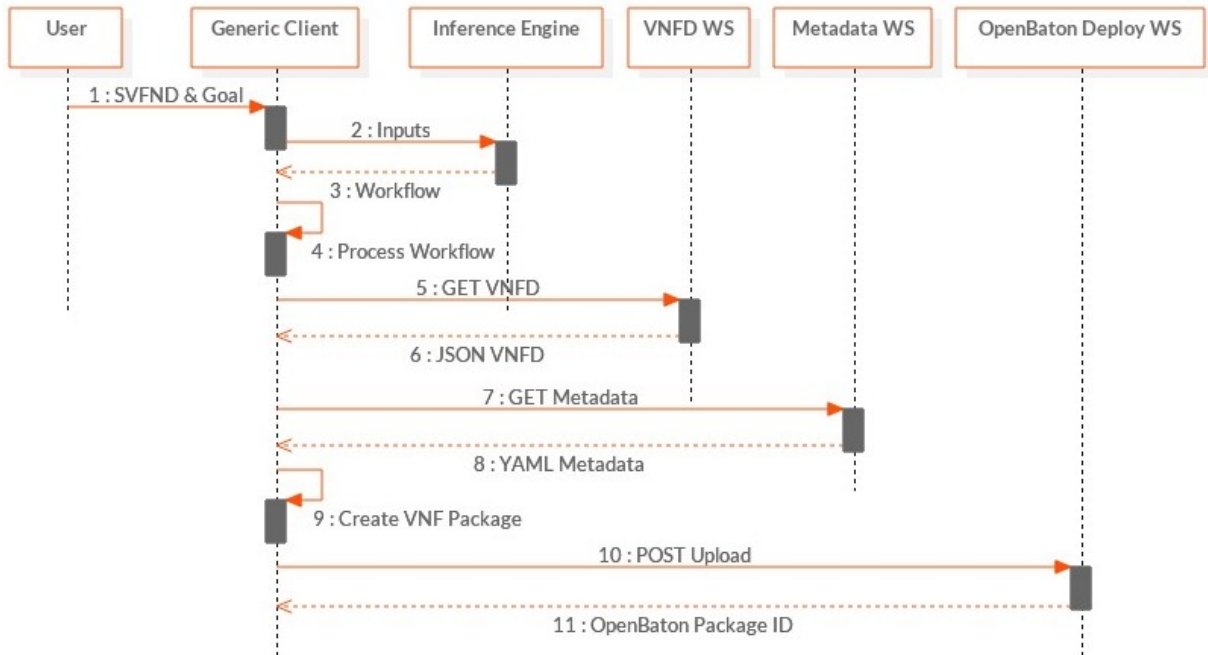 User
Generic Client
Inference Engine
VNFD WS
Metadata WS
OpenBaton Deploy WS
1 : SVFND & Goal
2 : Inputs
3 : Workflow
4 : Process Workflow
5 : GET VNFD
6 : JSON VNFD
7 : GET Metadata
8 : YAML Metadata
9 : Create VNF Package
10 : POST Upload
11 : OpenBaton Package ID